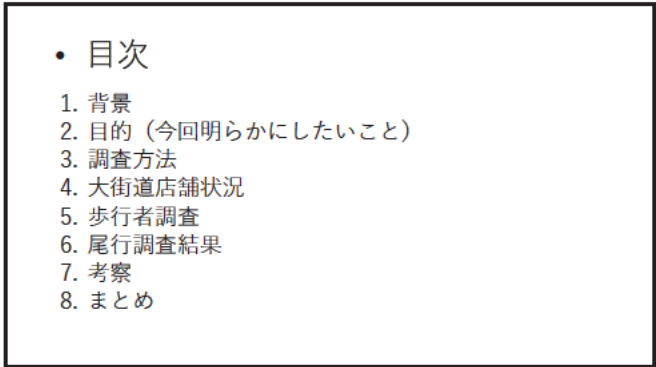 • 目次
1. 背景
2. 目的（今回明らかにしたいこと）
3. 調査方法
4. 大街道店舗状況
5. 歩行者調査
6. 尾行調査結果
7. 考察
8. まとめ